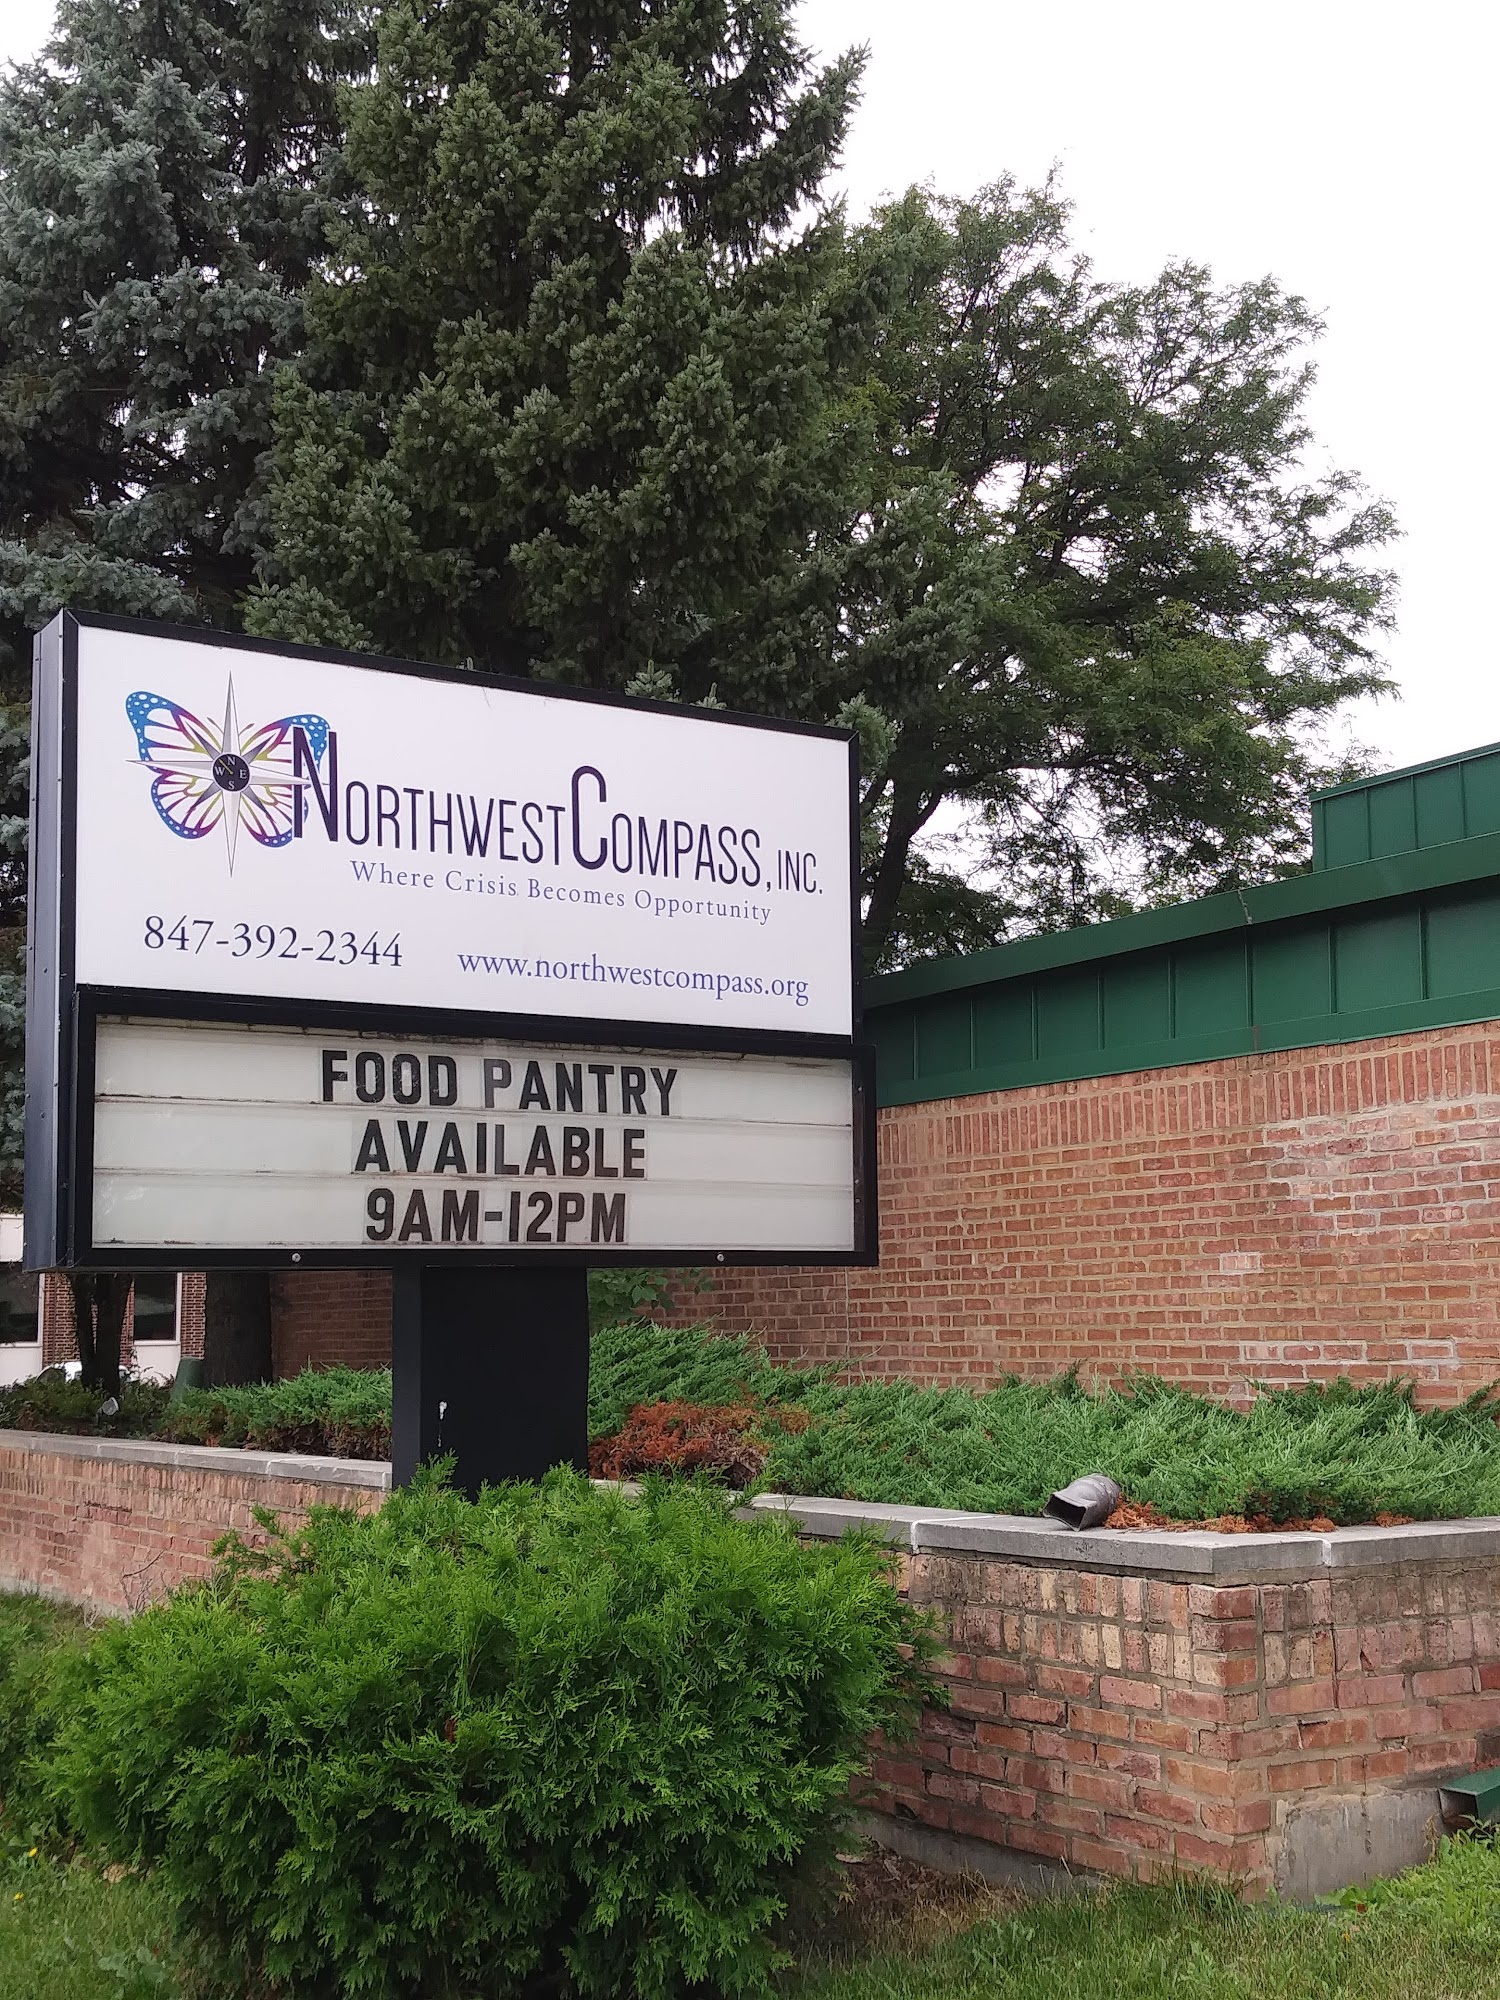 N
W E
S
NORTHWESTCOMPASS, INC.
Where Crisis Becomes Opportunity
847-392-2344 www.northwestcompass.org
FOOD PANTRY
AVAILABLE
9AM-12PM